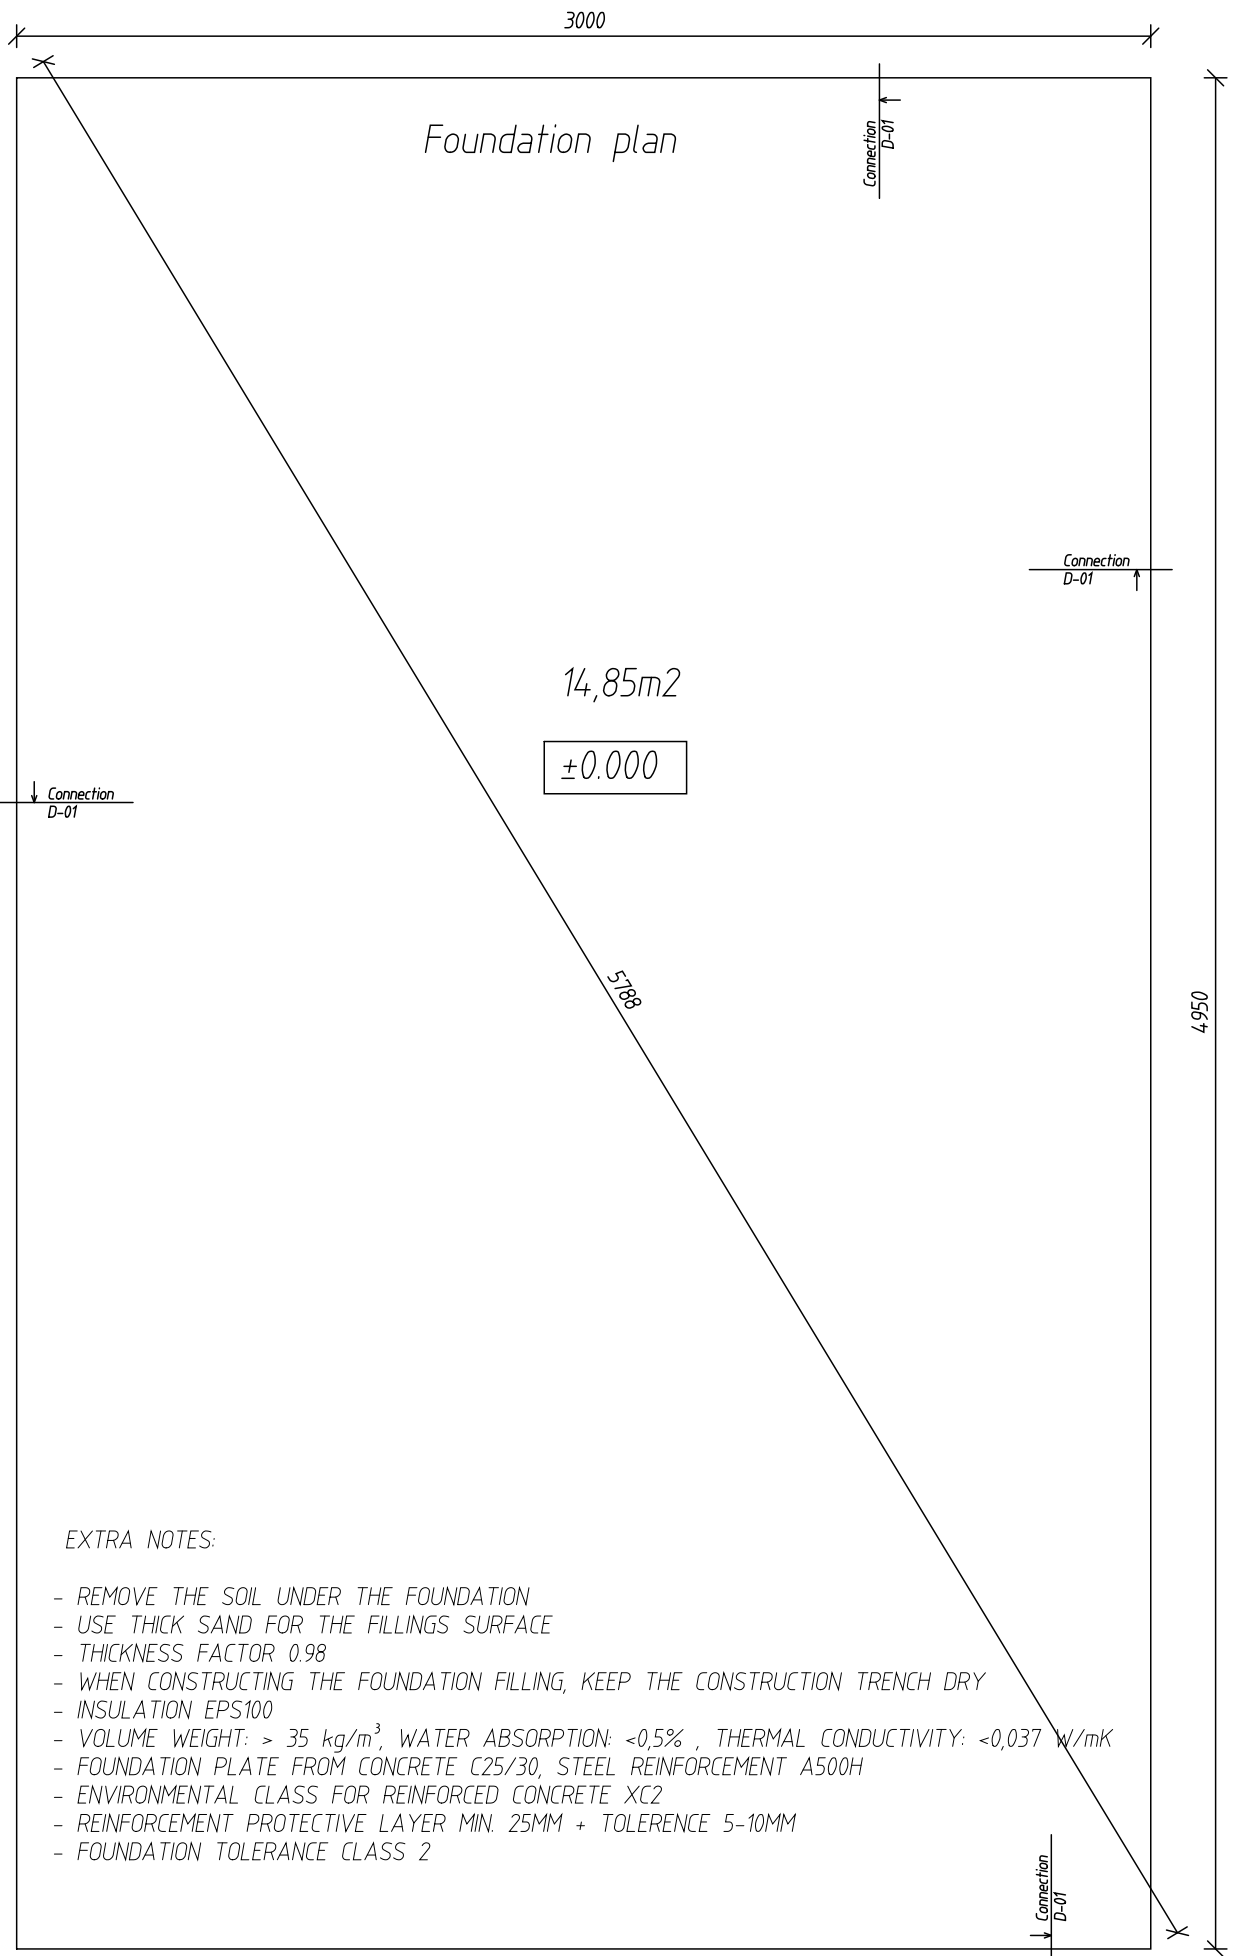 3000
Foundation plan
Connection
D-01
Connection
D-01
14,85m2
±0.000
Connection
D-01
5788
4950
EXTRA NOTES:
- REMOVE THE SOIL UNDER THE FOUNDATION
- USE THICK SAND FOR THE FILLINGS SURFACE
- THICKNESS FACTOR 0.98
- WHEN CONSTRUCTING THE FOUNDATION FILLING, KEEP THE CONSTRUCTION TRENCH DRY
- INSULATION EPS100
- VOLUME WEIGHT: > 35 kg/m³, WATER ABSORPTION: <0,5% , THERMAL CONDUCTIVITY: <0,037 W/mK
- FOUNDATION PLATE FROM CONCRETE C25/30, STEEL REINFORCEMENT A500H
- ENVIRONMENTAL CLASS FOR REINFORCED CONCRETE XC2
- REINFORCEMENT PROTECTIVE LAYER MIN. 25MM + TOLERENCE 5-10MM
- FOUNDATION TOLERANCE CLASS 2
Connection
D-01